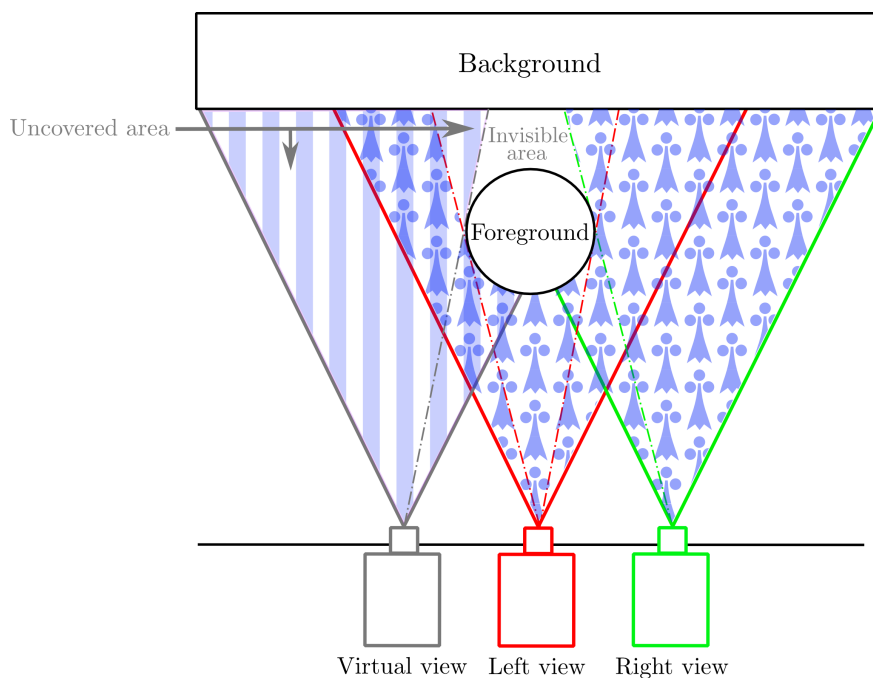 Background
Uncovered area
Invisible
area
Foreground
Virtual view
Left view
Right view